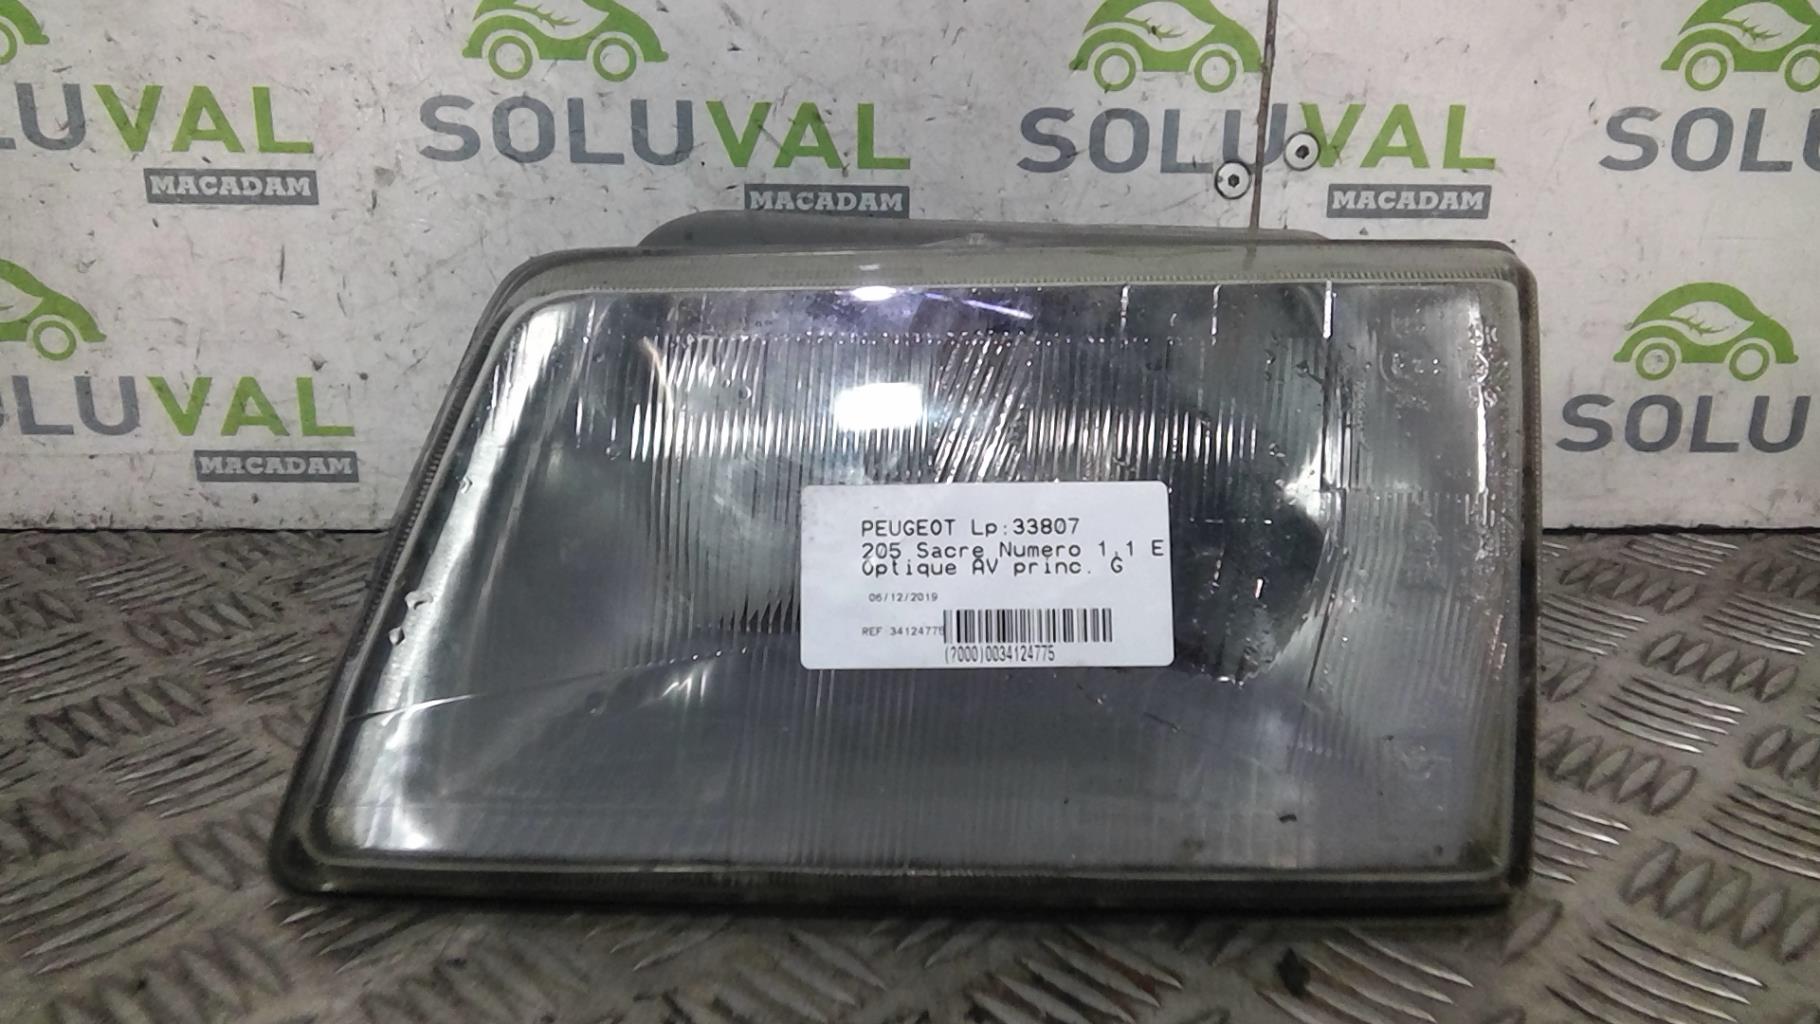 SOLUVAL
MACADAM
SOLUVAL
MACADAM
SOLUVAL
MACADAM
SOLU
SOLUVAL
MACADAM
SOLU
PEUGEOT Lp:33807
205 Sacre Numero 1.1 E
Optique AV princ. G
06/12/2019
REF 34124775
(?000)0034124775